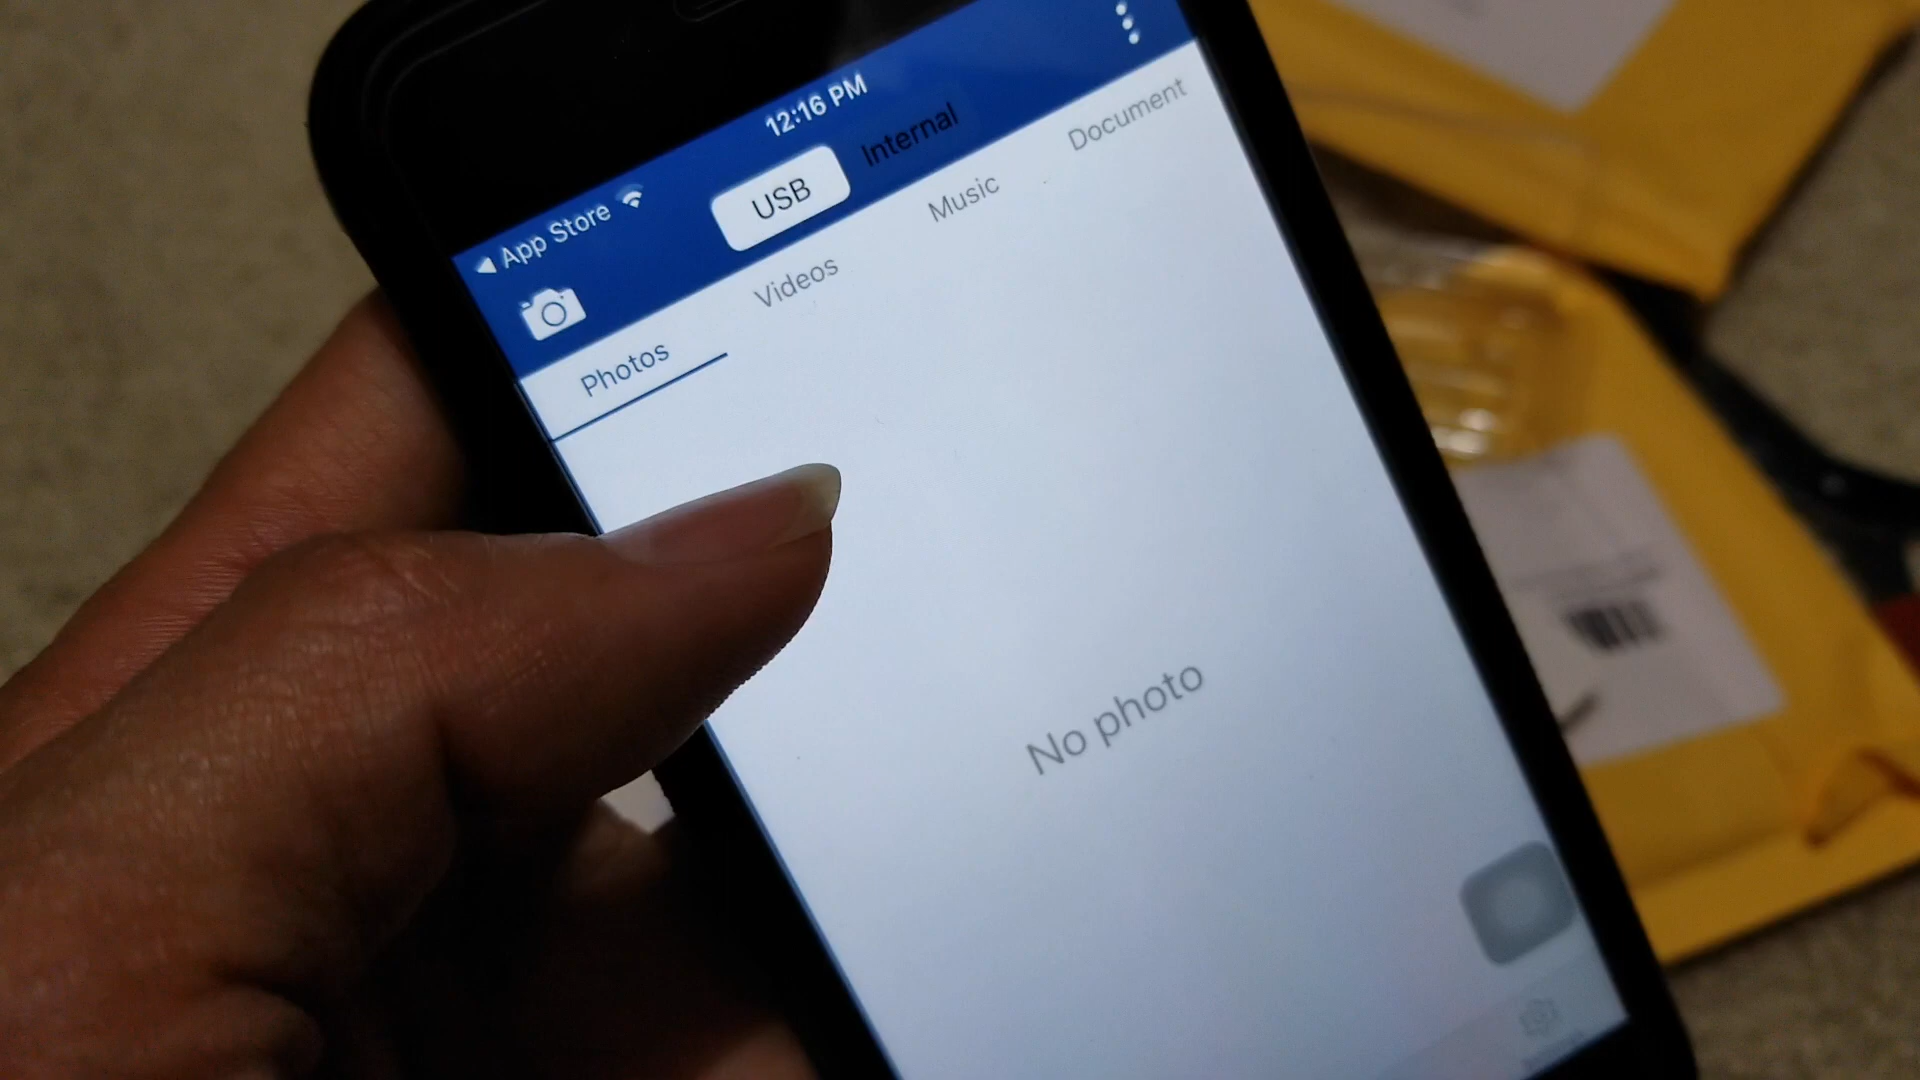 12:16 PM
App Store
USB Internal
Photos Videos Music Document
No photo